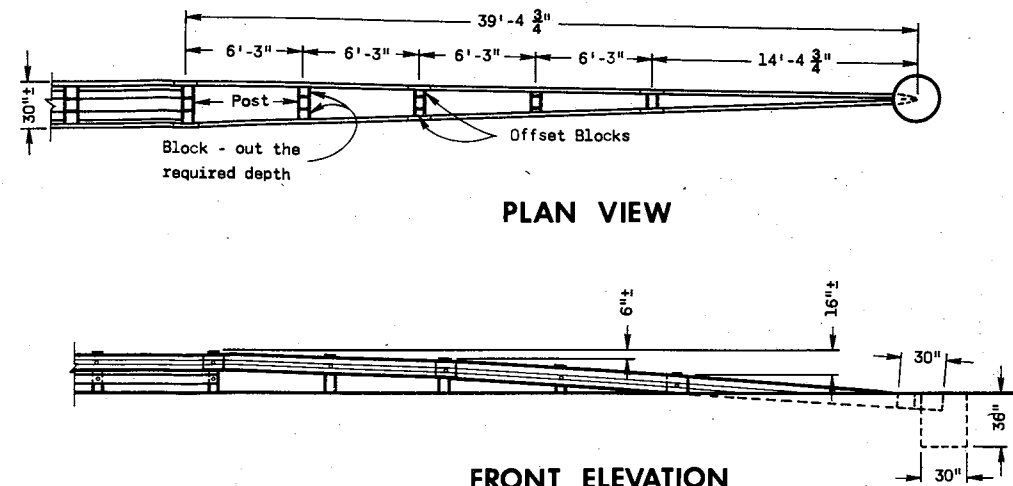 39'-4 3/4"
6'-3" 6'-3" 6'-3" 6'-3" 14'-4 3/4"
30"±
Post
Block - out the
required depth
Offset Blocks
PLAN VIEW
6"±
16"±
30"
36"
30"
FRONT ELEVATION